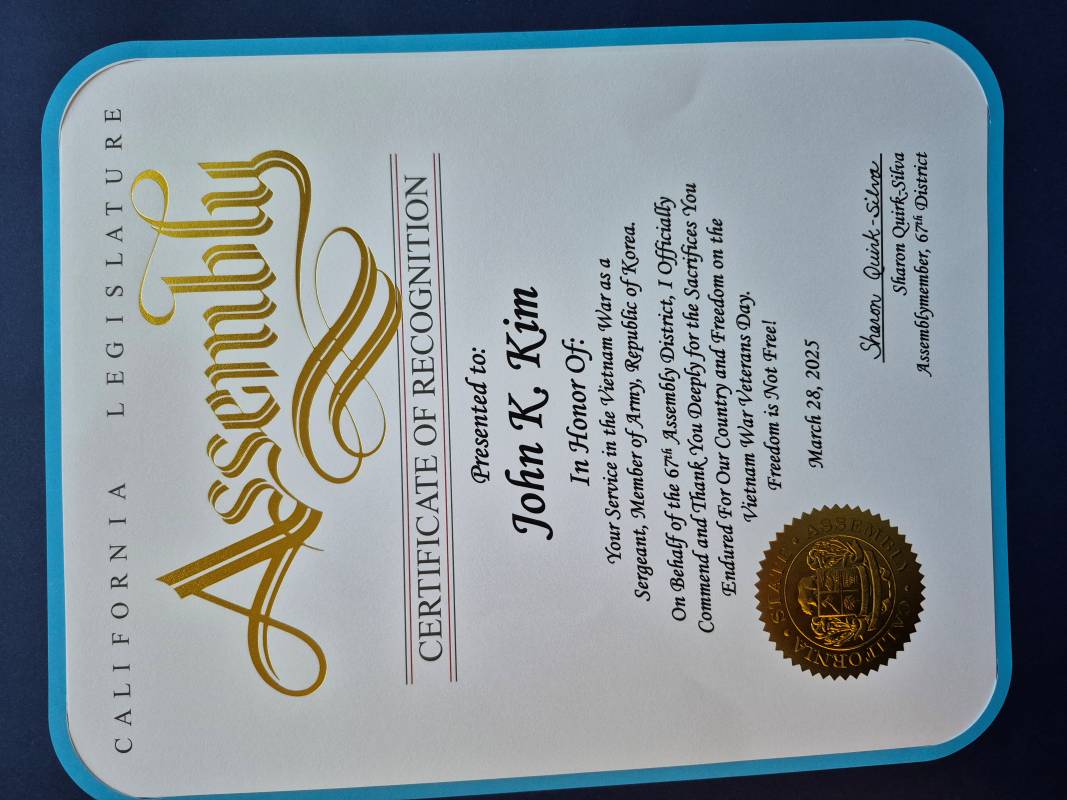 CALIFORNIA LEGISLATURE
Assembly
CERTIFICATE OF RECOGNITION
Presented to:
John K. Kim
In Honor Of:
Your Service in the Vietnam War as a
Sergeant, Member of Army, Republic of Korea.
On Behalf of the 67th Assembly District, I Officially
Commend and Thank You Deeply for the Sacrifices You
Endured For Our Country and Freedom on the
Vietnam War Veterans Day.
Freedom is Not Free!
March 28, 2025
Sharon Quirk-Silva
Sharon Quirk-Silva
Assemblymember, 67th District
CALIFORNIA · STATE · ASSEMBLY ·